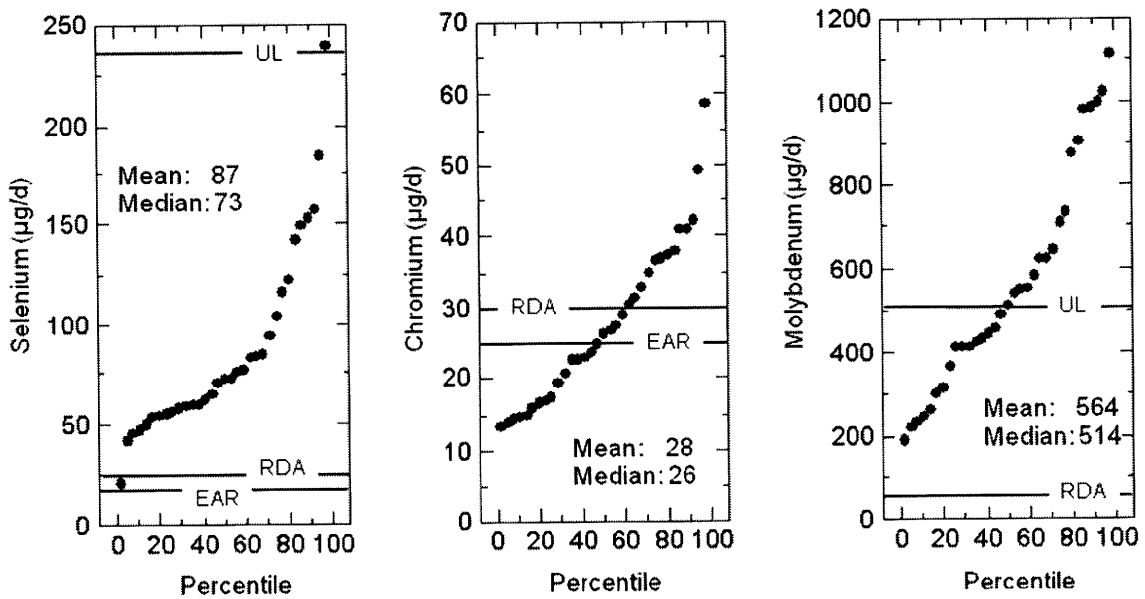 250
200
150
100
50
0
Selenium (µg/d)
UL
Mean: 87
Median: 73
RDA
EAR
0 20 40 60 80 100
Percentile
70
60
50
40
30
20
10
0
Chromium (µg/d)
RDA
EAR
Mean: 28
Median: 26
0 20 40 60 80 100
Percentile
1200
1000
800
600
400
200
0
Molybdenum (µg/d)
UL
Mean: 564
Median: 514
RDA
0 20 40 60 80 100
Percentile